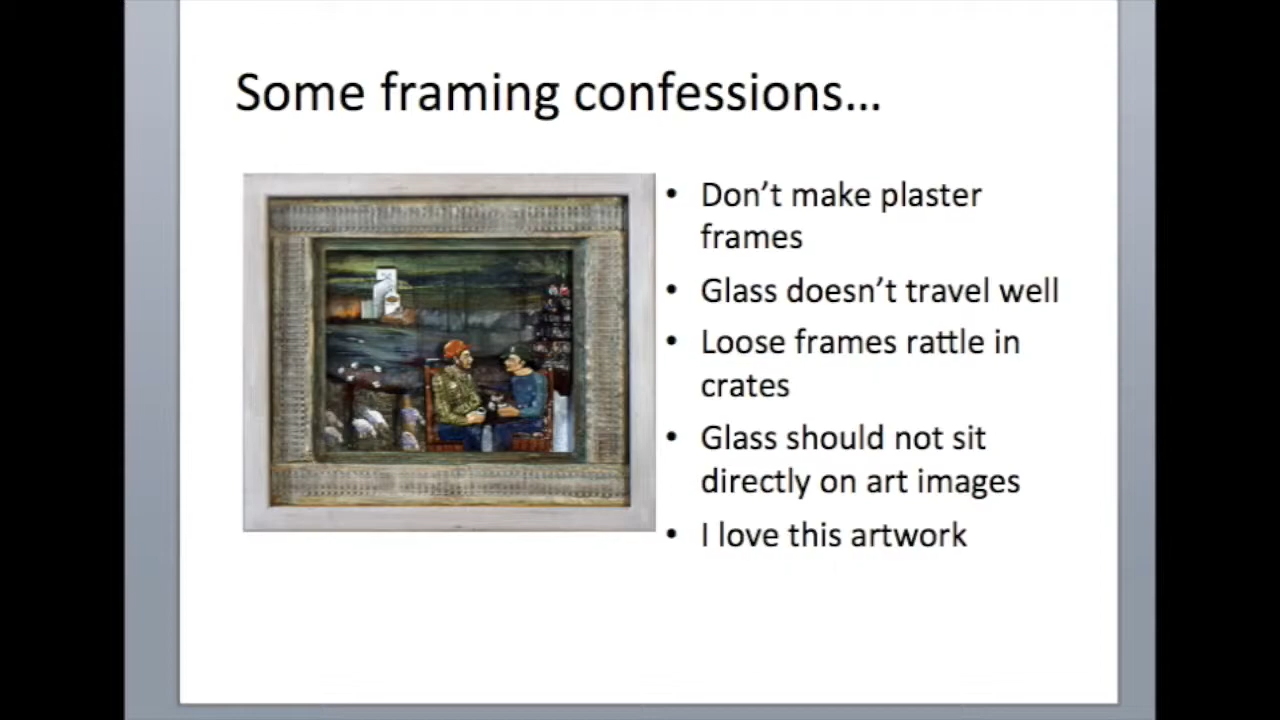 Some framing confessions...
• Don't make plaster
frames
• Glass doesn't travel well
• Loose frames rattle in
crates
• Glass should not sit
directly on art images
• I love this artwork